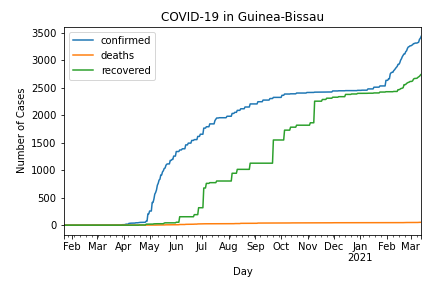 COVID-19 in Guinea-Bissau
confirmed
deaths
recovered
3500
3000
2500
2000
1500
1000
500
0
Number of Cases
Feb Mar Apr May Jun Jul Aug Sep Oct Nov Dec Jan Feb Mar
2021
Day